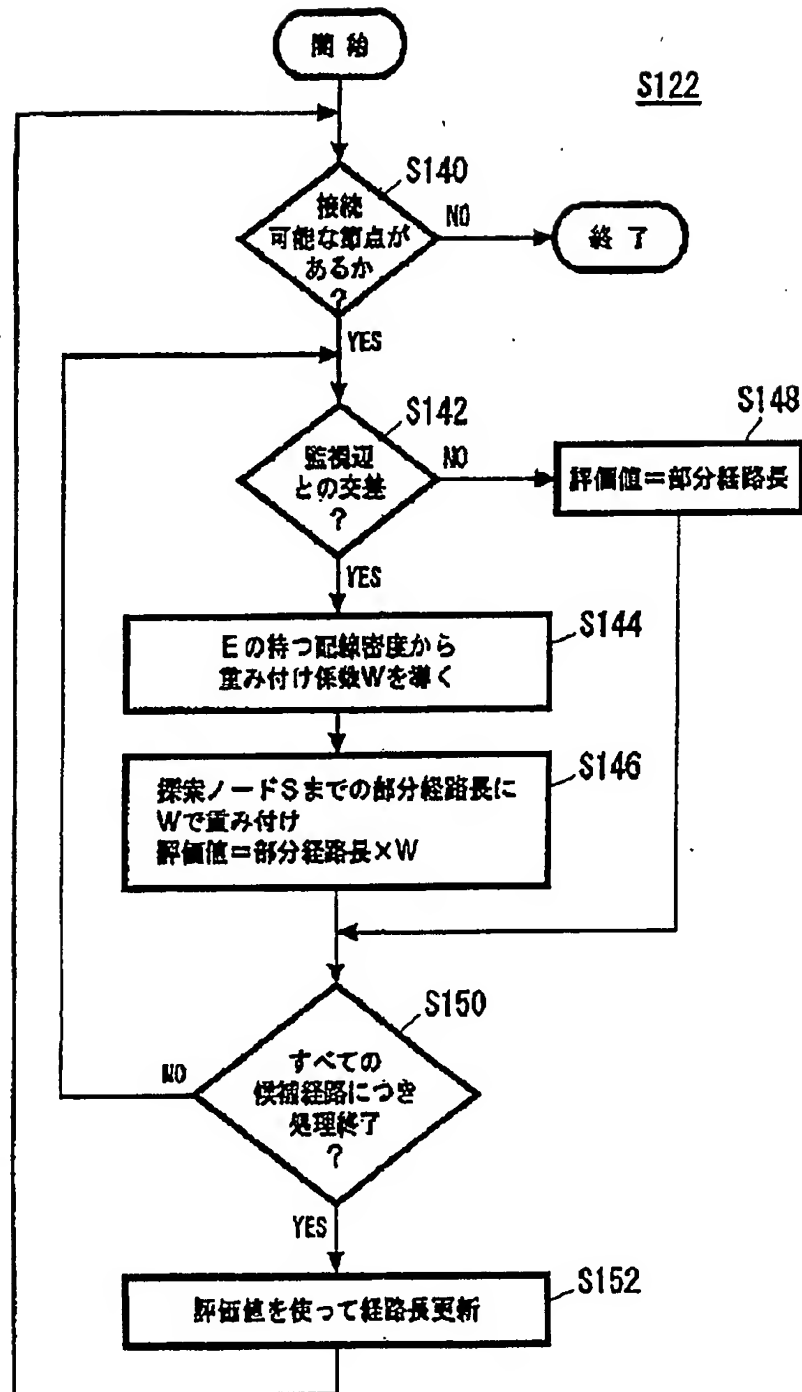 開始
S122
S140
接続
可能な節点が
あるか
?
NO
終了
YES
S142
監視辺
との交差
?
NO
S148
評価値＝部分経路長
YES
S144
Eの持つ配線密度から
重み付け係数Wを導く
S146
探索ノードSまでの部分経路長に
Wで重み付け
評価値＝部分経路長×W
S150
すべての
候補経路につき
処理終了
?
NO
YES
S152
評価値を使って経路長更新